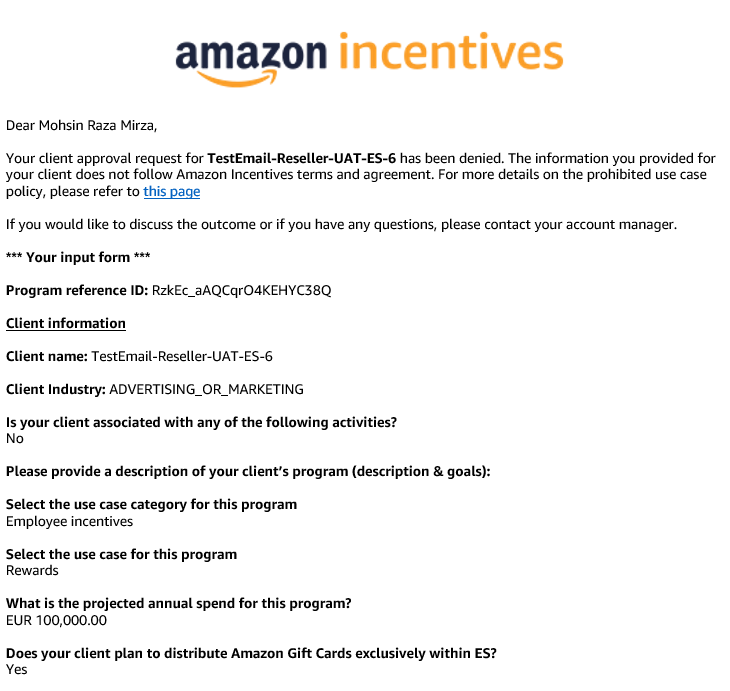 amazon incentives
Dear Mohsin Raza Mirza,
Your client approval request for TestEmail-Reseller-UAT-ES-6 has been denied. The information you provided for
your client does not follow Amazon Incentives terms and agreement. For more details on the prohibited use case
policy, please refer to this page
If you would like to discuss the outcome or if you have any questions, please contact your account manager.
*** Your input form ***
Program reference ID: RzkEc_aAQCqrO4KEHYC38Q
Client information
Client name: TestEmail-Reseller-UAT-ES-6
Client Industry: ADVERTISING_OR_MARKETING
Is your client associated with any of the following activities?
No
Please provide a description of your client's program (description & goals):
Select the use case category for this program
Employee incentives
Select the use case for this program
Rewards
What is the projected annual spend for this program?
EUR 100,000.00
Does your client plan to distribute Amazon Gift Cards exclusively within ES?
Yes